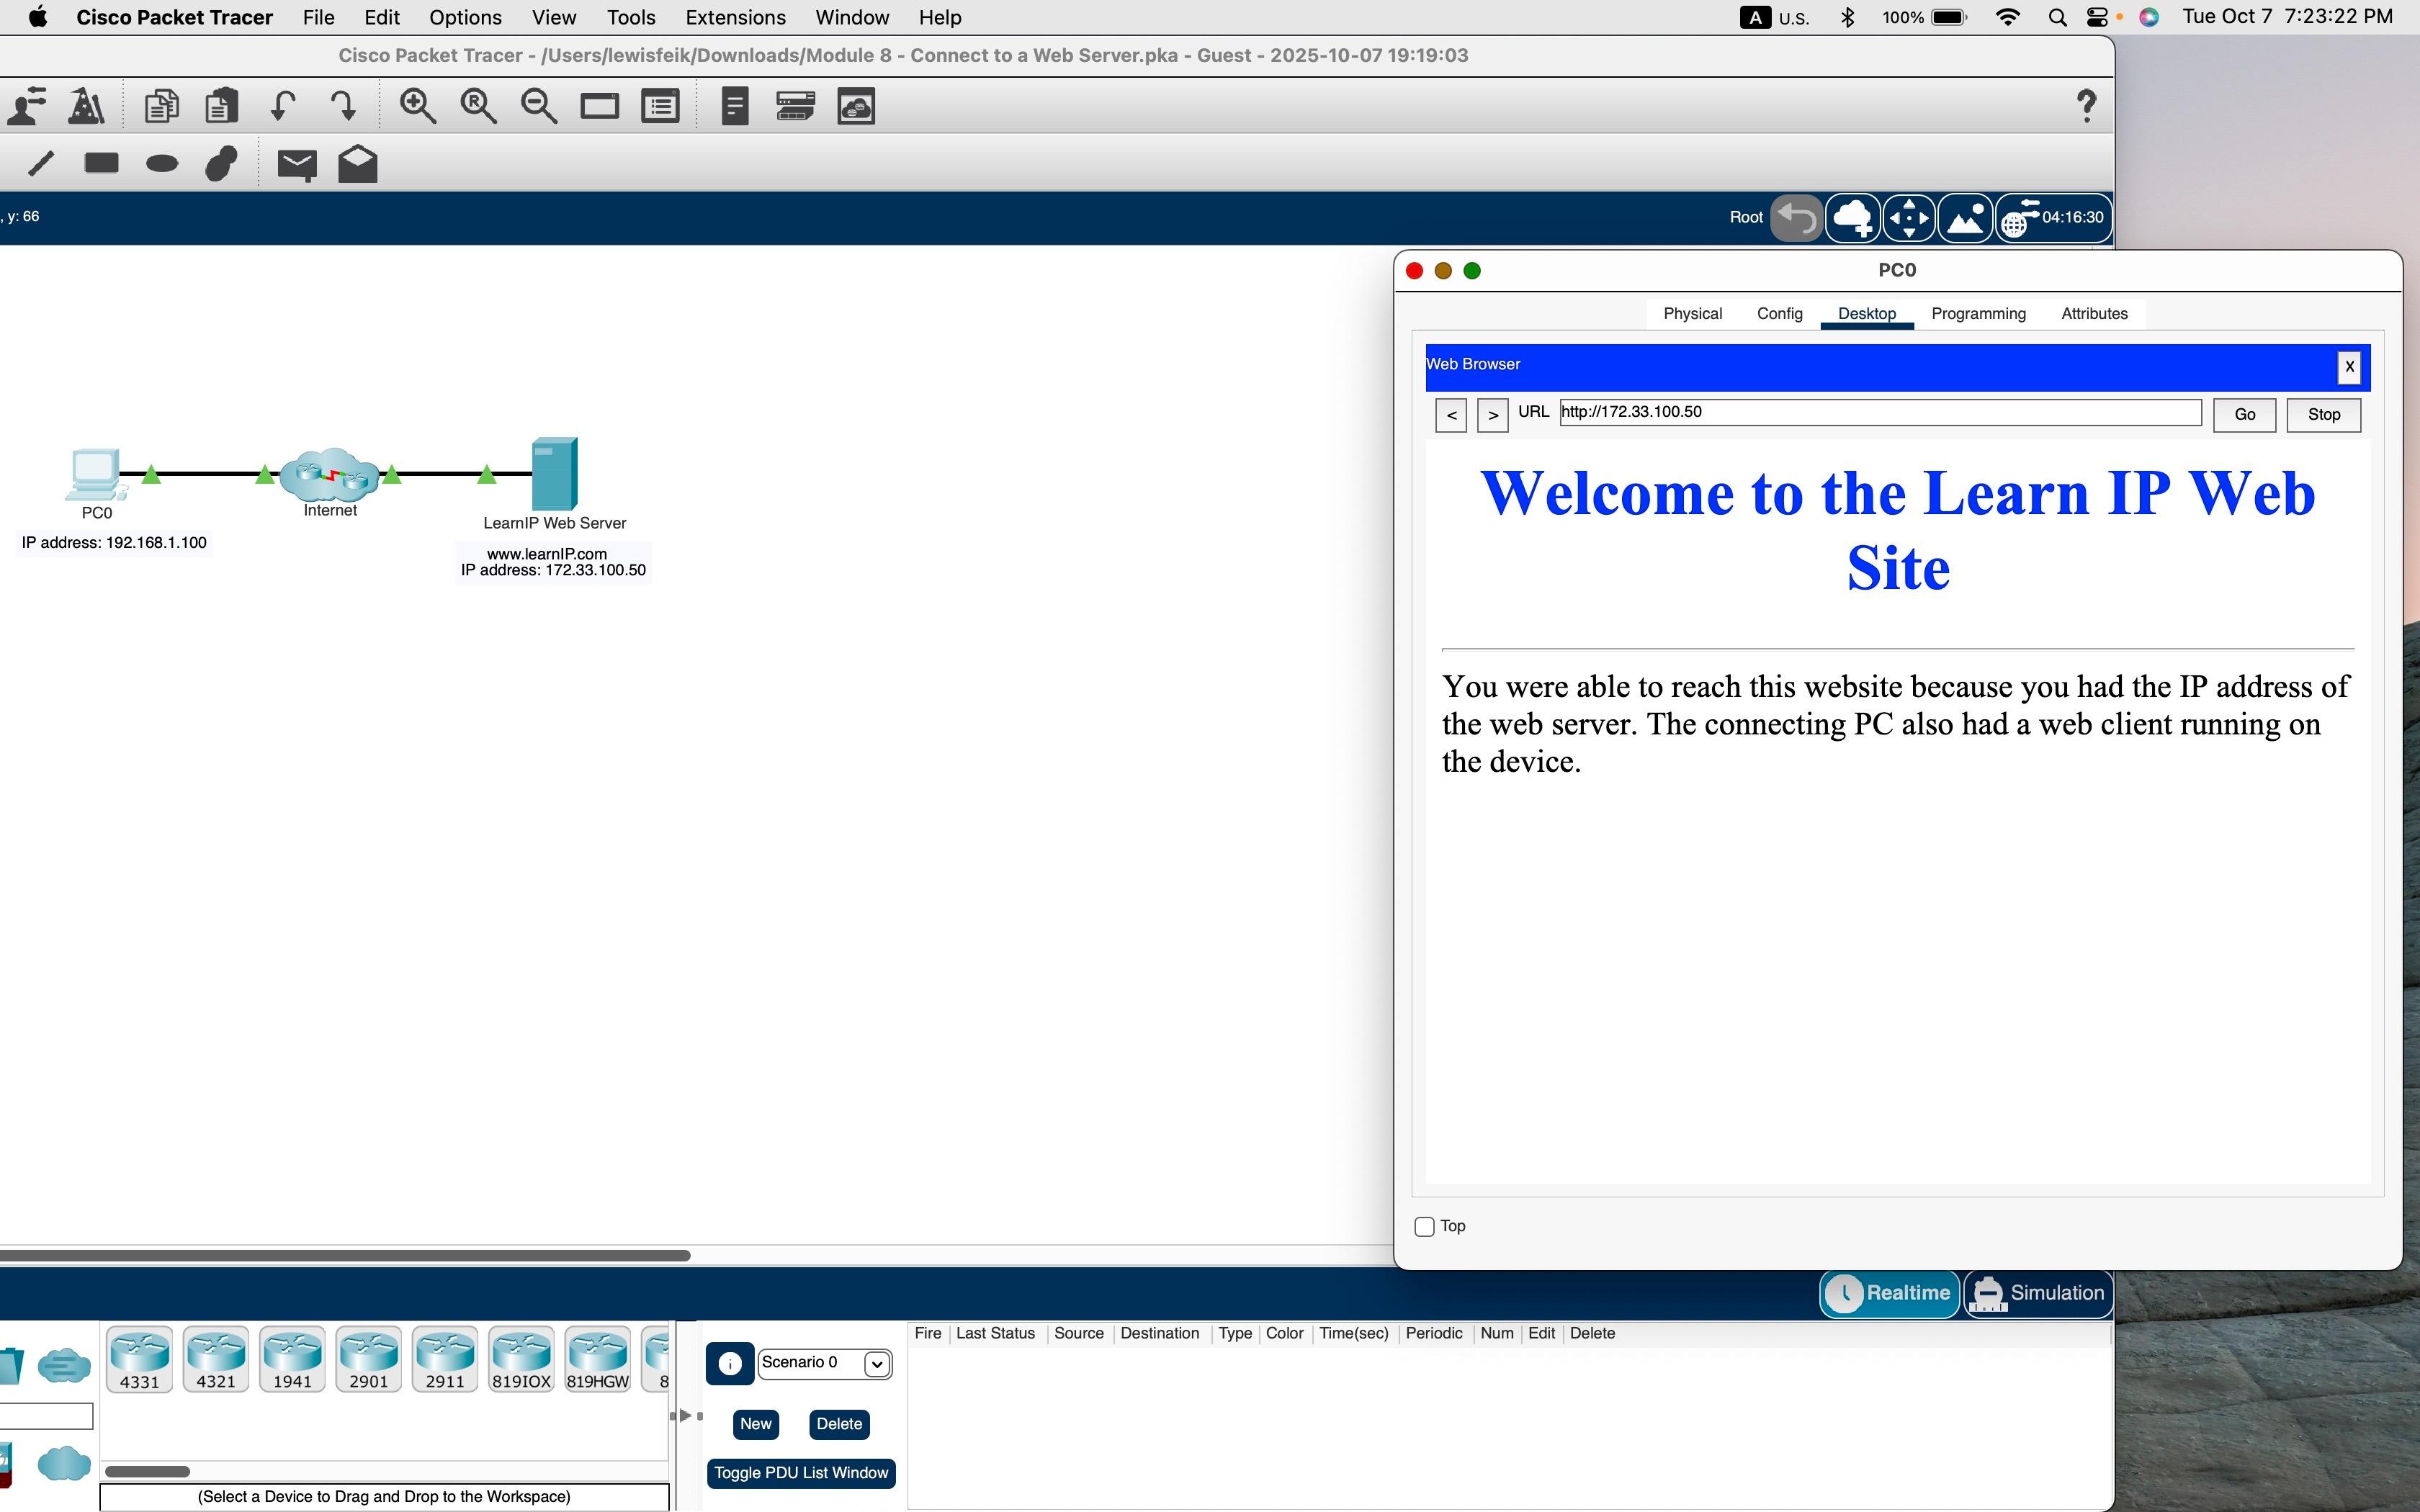 Cisco Packet Tracer File Edit Options View Tools Extensions Window Help A U.S. 100% Tue Oct 7 7:23:22 PM
Cisco Packet Tracer - /Users/lewisfeik/Downloads/Module 8 - Connect to a Web Server.pka - Guest - 2025-10-07 19:19:03
R ?
, y: 66 Root 04:16:30
PC0
Physical Config Desktop Programming Attributes
Web Browser X
< > URL http://172.33.100.50 Go Stop
Welcome to the Learn IP Web
Site
You were able to reach this website because you had the IP address of
the web server. The connecting PC also had a web client running on
the device.
Top
PC0
IP address: 192.168.1.100
Internet
LearnIP Web Server
www.learnIP.com
IP address: 172.33.100.50
Realtime Simulation
4331 4321 1941 2901 2911 819IOX 819HGW 8
(Select a Device to Drag and Drop to the Workspace)
i Scenario 0
New Delete
Toggle PDU List Window
Fire Last Status Source Destination Type Color Time(sec) Periodic Num Edit Delete